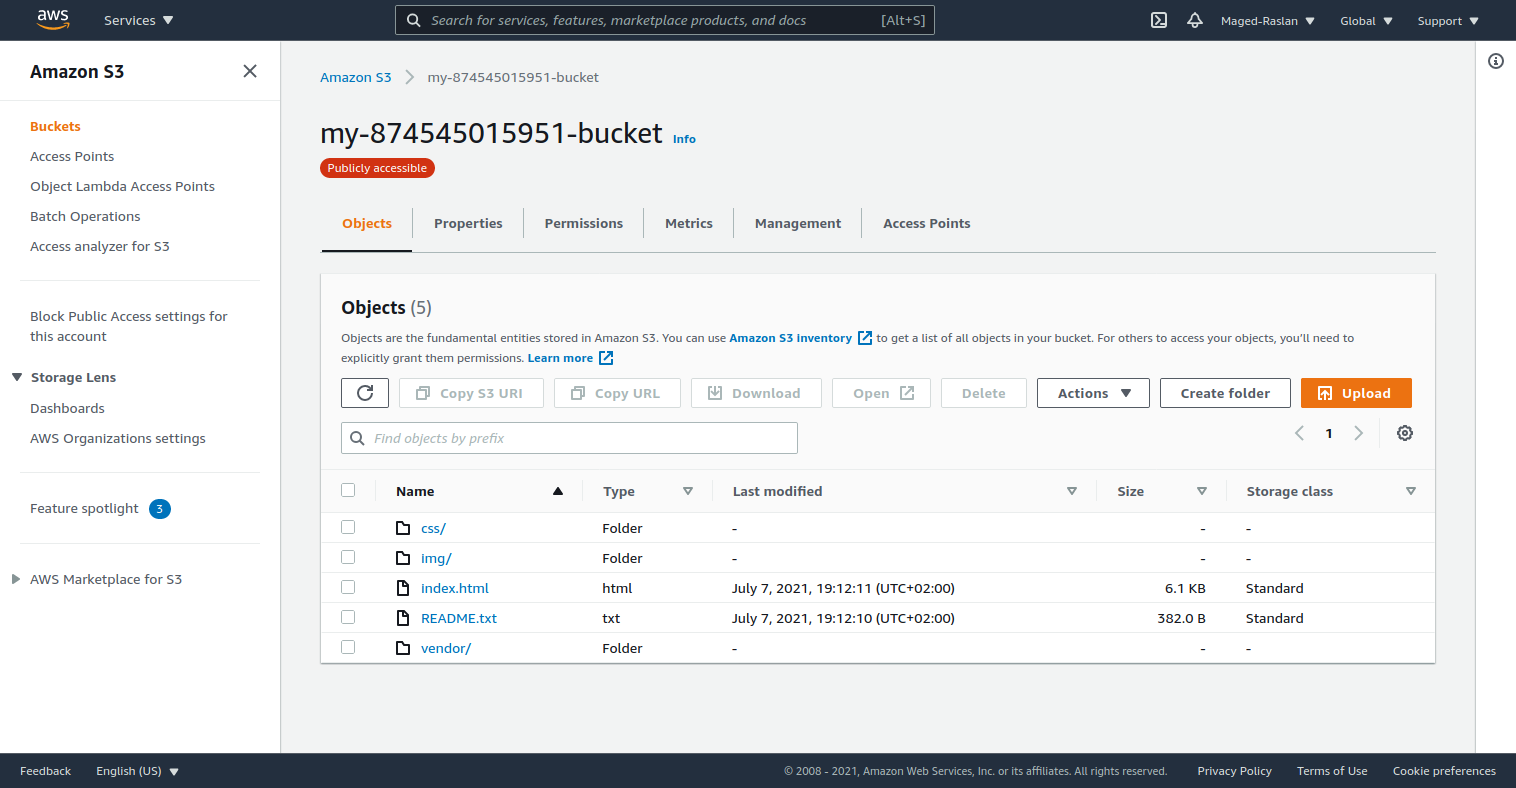 aws Services Search for services, features, marketplace products, and docs [Alt+S] Maged-Raslan Global Support
Amazon S3
Buckets
Access Points
Object Lambda Access Points
Batch Operations
Access analyzer for S3
Block Public Access settings for
this account
Storage Lens
Dashboards
AWS Organizations settings
Feature spotlight 3
AWS Marketplace for S3
Amazon S3 my-874545015951-bucket
my-874545015951-bucket Info
Publicly accessible
Objects Properties Permissions Metrics Management Access Points
Objects (5)
Objects are the fundamental entities stored in Amazon S3. You can use Amazon S3 inventory to get a list of all objects in your bucket. For others to access your objects, you'll need to
explicitly grant them permissions. Learn more
Copy S3 URI Copy URL Download Open Delete Actions Create folder Upload
Find objects by prefix 1
Name Type Last modified Size Storage class
css/ Folder - - -
img/ Folder - - -
index.html html July 7, 2021, 19:12:11 (UTC+02:00) 6.1 KB Standard
README.txt txt July 7, 2021, 19:12:10 (UTC+02:00) 382.0 B Standard
vendor/ Folder - - -
Feedback English (US) © 2008 - 2021, Amazon Web Services, Inc. or its affiliates. All rights reserved. Privacy Policy Terms of Use Cookie preferences